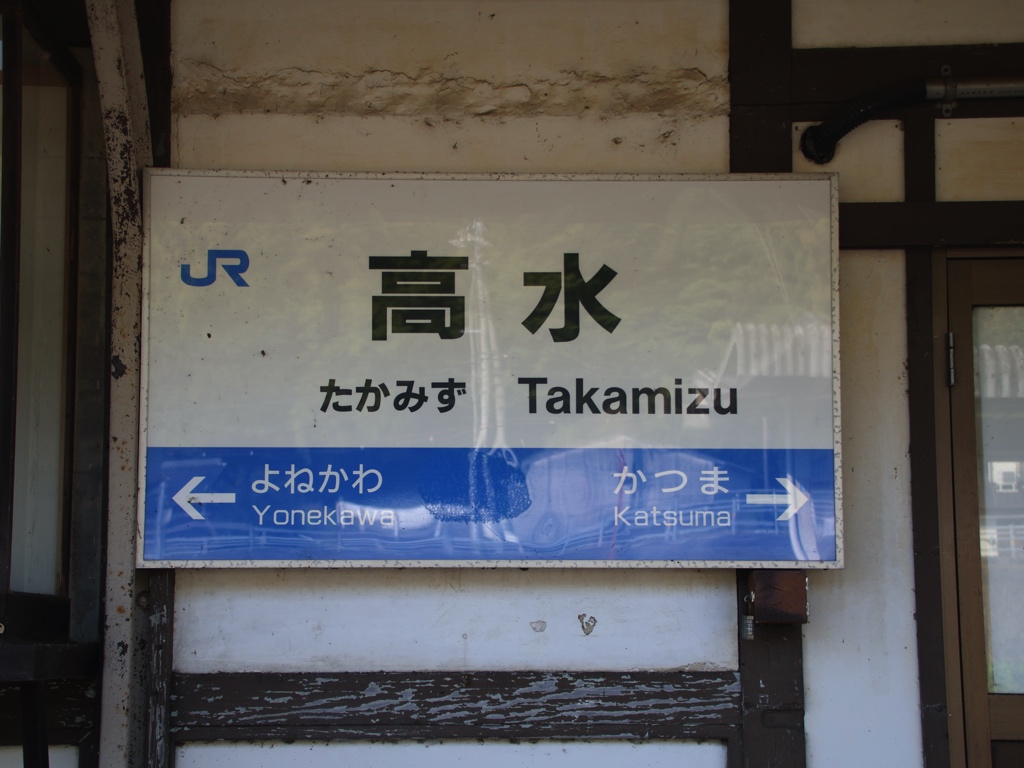 JR
高水
たかみず Takamizu
← よねかわ かつま →
Yonekawa Katsuma